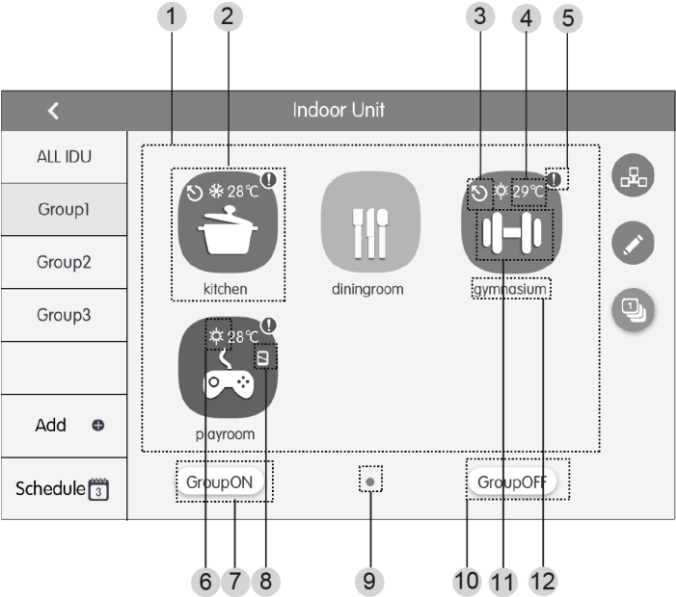 1 2 3 4 5
Indoor Unit
ALL IDU
Group1
Group2
Group3
Add
Schedule 3
28℃
kitchen
diningroom
29℃
gymnasium
28℃
playroom
1
GroupON
GroupOFF
6 7 8 9 10 11 12